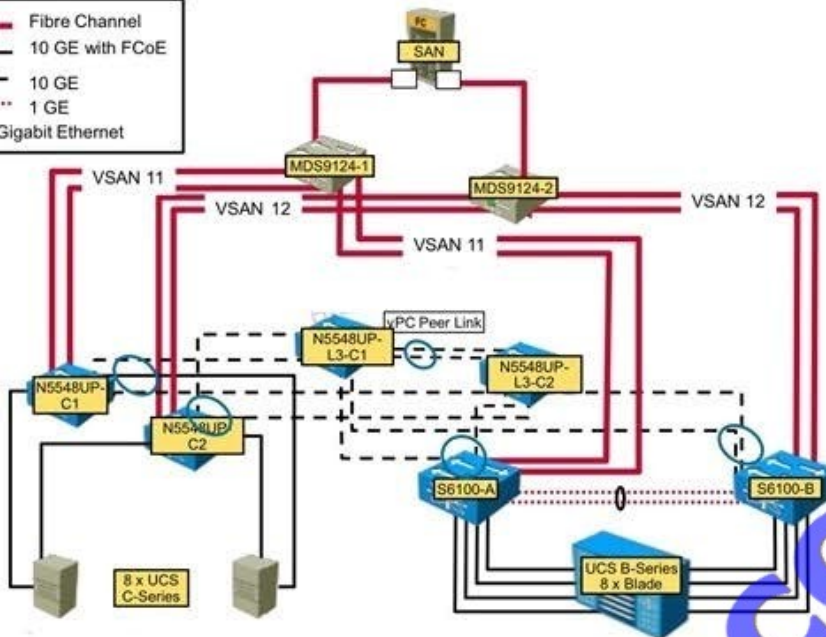 Fibre Channel
10 GE with FCoE
10 GE
1 GE
Gigabit Ethernet
FC
SAN
MDS9124-1
VSAN 11
MDS9124-2
VSAN 12
VSAN 12
VSAN 11
vPC Peer Link
N5548UP-
L3-C1
N5548UP-
L3-C2
N5548UP-
C1
N5548UP
C2
S6100-A
S6100-B
8 x UCS
C-Series
UCS B-Series
8 x Blade